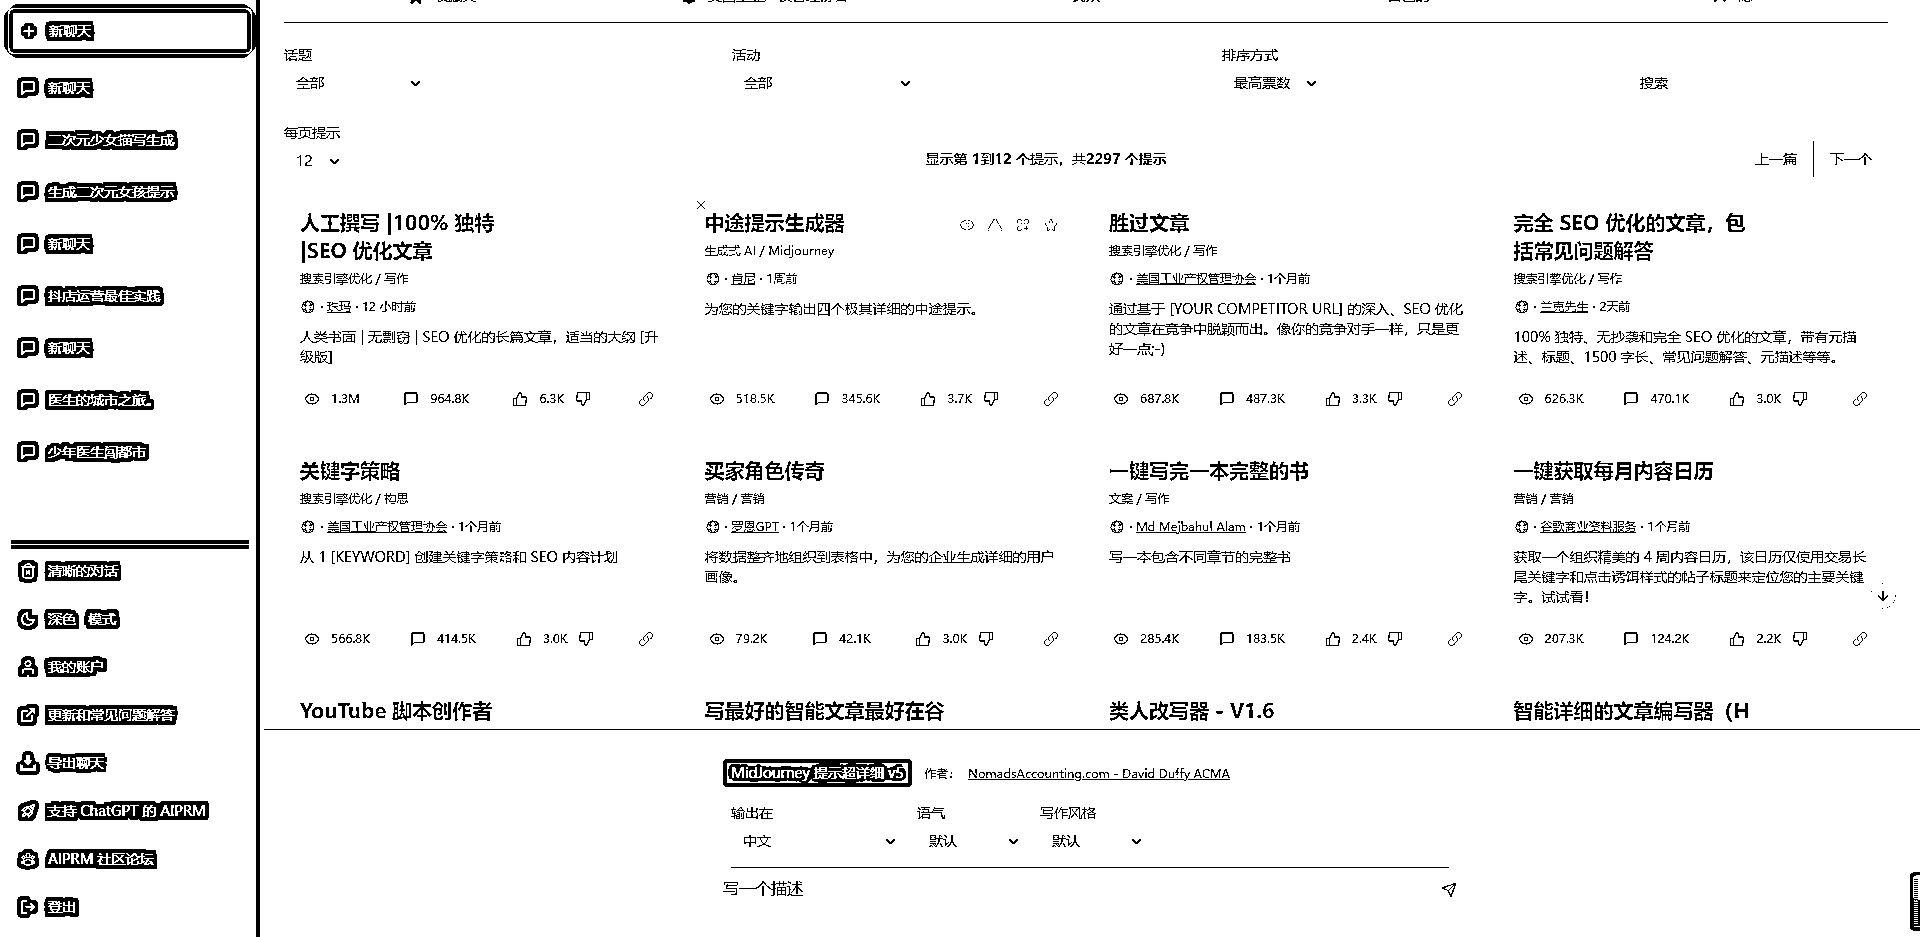 新聊天
新聊天
二次元少女描写生成
生成二次元女孩提示
新聊天
抖店运营最佳实践
新聊天
医生的城市之旅。
少年医生闯都市
清晰的对话
深色 模式
我的账户
更新和常见问题解答
导出聊天
支持 ChatGPT 的 AIPRM
AIPRM 社区论坛
登出
话题 活动 排序方式
全部 全部 最高票数 搜索
每页提示
12 显示第 1到12 个提示，共2297 个提示 上一篇 下一个
人工撰写 |100% 独特
|SEO 优化文章
搜索引擎优化 / 写作
· 珐玛 · 12 小时前
人类书面 | 无剽窃 | SEO 优化的长篇文章，适当的大纲 [升
级版]
1.3M 964.8K 6.3K
中途提示生成器
生成式 AI / Midjourney
· 肯尼 · 1周前
为您的关键字输出四个极其详细的中途提示。
518.5K 345.6K 3.7K
胜过文章
搜索引擎优化 / 写作
· 美国工业产权管理协会 · 1个月前
通过基于 [YOUR COMPETITOR URL] 的深入、SEO 优化
的文章在竞争中脱颖而出。像你的竞争对手一样，只是更
好一点;-)
687.8K 487.3K 3.3K
完全 SEO 优化的文章，包
括常见问题解答
搜索引擎优化 / 写作
· 兰克先生 · 2天前
100% 独特、无抄袭和完全 SEO 优化的文章，带有元描
述、标题、1500 字长、常见问题解答、元描述等等。
626.3K 470.1K 3.0K
关键字策略
搜索引擎优化 / 构思
· 美国工业产权管理协会 · 1个月前
从 1 [KEYWORD] 创建关键字策略和 SEO 内容计划
566.8K 414.5K 3.0K
买家角色传奇
营销 / 营销
· 罗恩GPT · 1个月前
将数据整齐地组织到表格中，为您的企业生成详细的用户
画像。
79.2K 42.1K 3.0K
一键写完一本完整的书
文案 / 写作
· Md Mejbahul Alam · 1个月前
写一本包含不同章节的完整书
285.4K 183.5K 2.4K
一键获取每月内容日历
营销 / 营销
· 谷歌商业资料服务 · 1个月前
获取一个组织精美的 4 周内容日历，该日历仅使用交易长
尾关键字和点击诱饵样式的帖子标题来定位您的主要关键
字。试试看！
207.3K 124.2K 2.2K
YouTube 脚本创作者
写最好的智能文章最好在谷
类人改写器 - V1.6
智能详细的文章编写器（H
MidJourney 提示超详细 v5 作者： NomadsAccounting.com - David Duffy ACMA
输出在 语气 写作风格
中文 默认 默认
写一个描述